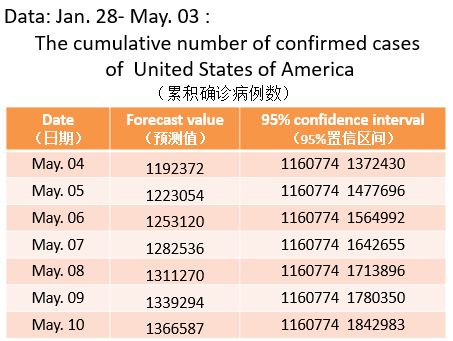 Data: Jan. 28- May. 03 :
The cumulative number of confirmed cases
of United States of America
（累积确诊病例数）
Date Forecast value 95% confidence interval
（日期） （预测值） （95%置信区间）
May. 04 1192372 1160774 1372430
May. 05 1223054 1160774 1477696
May. 06 1253120 1160774 1564992
May. 07 1282536 1160774 1642655
May. 08 1311270 1160774 1713896
May. 09 1339294 1160774 1780350
May. 10 1366587 1160774 1842983